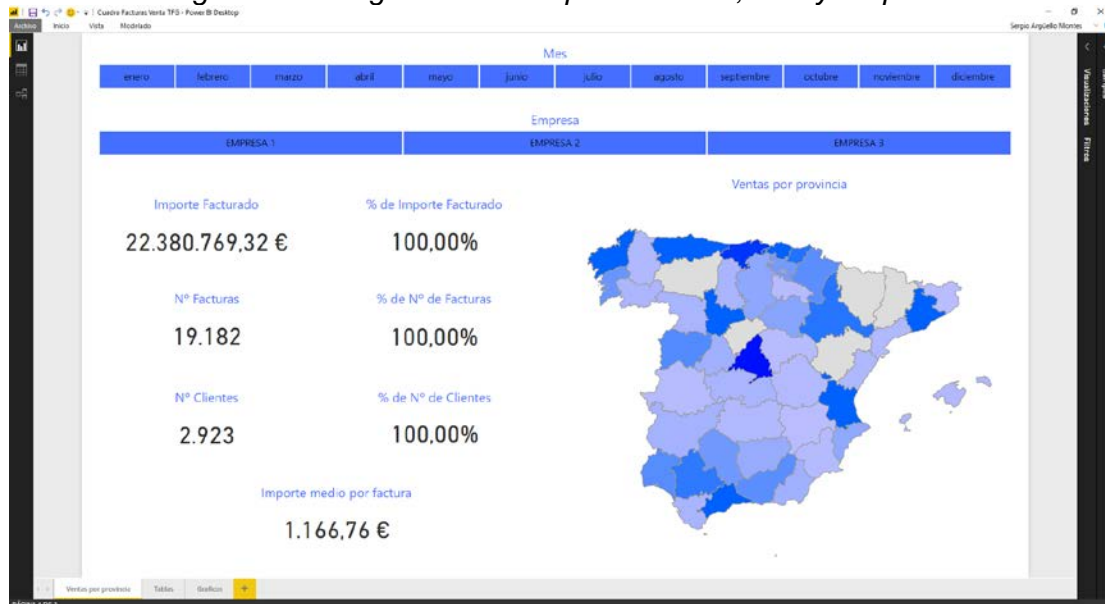 Cuadro Facturas Venta TFG - Power BI Desktop
Sergio Argüello Montes
Archivo Inicio Vista Modelado
Mes
enero febrero marzo abril mayo junio julio agosto septiembre octubre noviembre diciembre
Empresa
EMPRESA 1 EMPRESA 2 EMPRESA 3
Visualizaciones Filtros
Ventas por provincia
Importe Facturado % de Importe Facturado
22.380.769,32 € 100,00%
Nº Facturas % de Nº de Facturas
19.182 100,00%
Nº Clientes % de Nº de Clientes
2.923 100,00%
Importe medio por factura
1.166,76 €
Ventas por provincia Tablas Graficos +